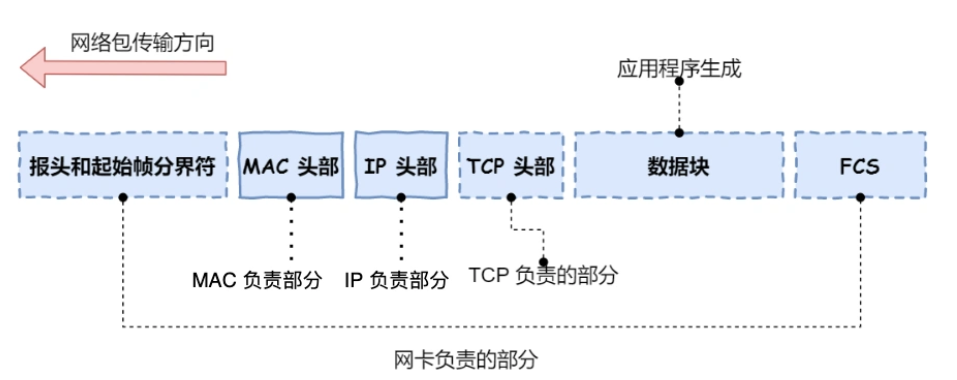 网络包传输方向
应用程序生成
报头和起始帧分界符
MAC 头部
IP 头部
TCP 头部
数据块
FCS
MAC 负责部分
IP 负责部分
TCP 负责的部分
网卡负责的部分